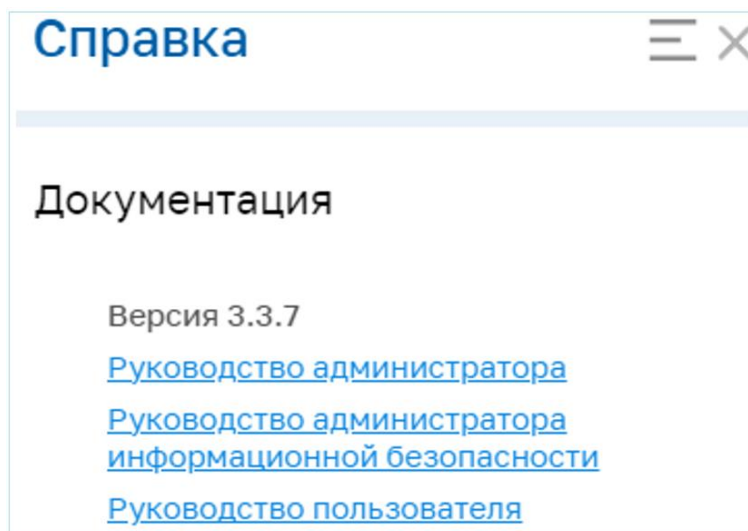 Справка
Документация
Версия 3.3.7
Руководство администратора
Руководство администратора
информационной безопасности
Руководство пользователя